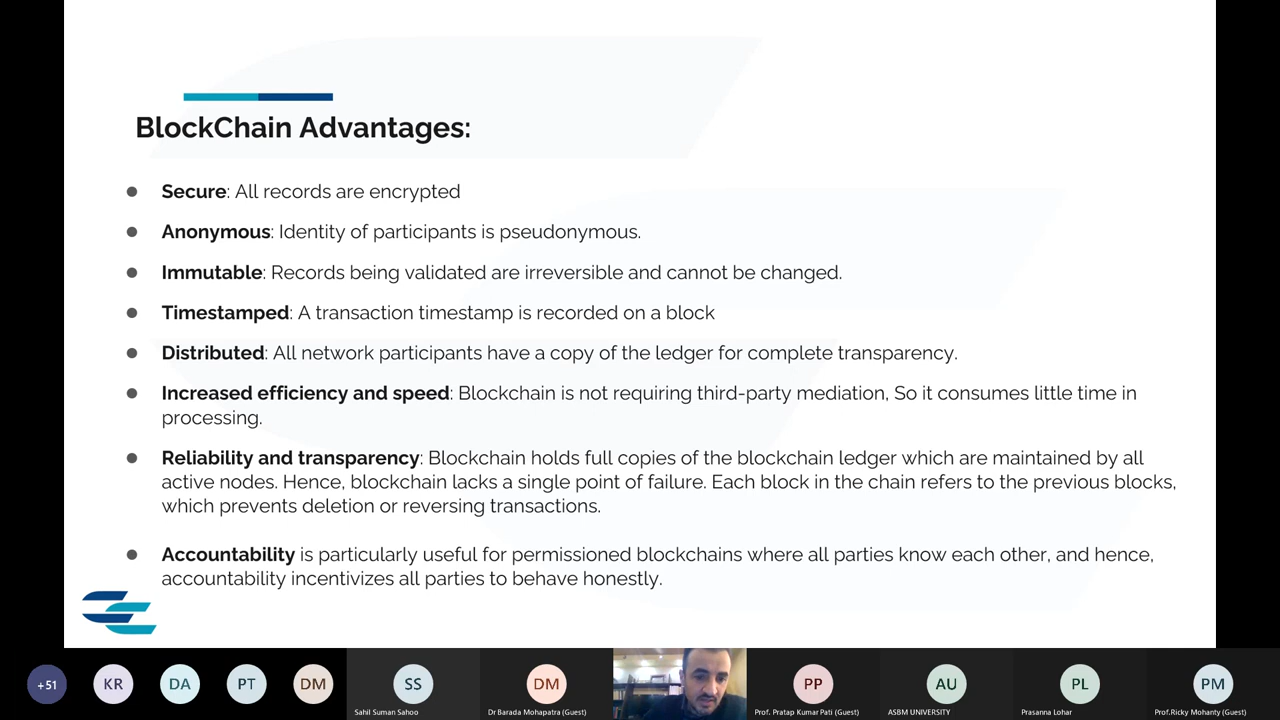 BlockChain Advantages:
● Secure: All records are encrypted
● Anonymous: Identity of participants is pseudonymous.
● Immutable: Records being validated are irreversible and cannot be changed.
● Timestamped: A transaction timestamp is recorded on a block
● Distributed: All network participants have a copy of the ledger for complete transparency.
● Increased efficiency and speed: Blockchain is not requiring third-party mediation, So it consumes little time in
processing.
● Reliability and transparency: Blockchain holds full copies of the blockchain ledger which are maintained by all
active nodes. Hence, blockchain lacks a single point of failure. Each block in the chain refers to the previous blocks,
which prevents deletion or reversing transactions.
● Accountability is particularly useful for permissioned blockchains where all parties know each other, and hence,
accountability incentivizes all parties to behave honestly.
+51 KR DA PT DM SS DM PP AU PL PM
Sahil Suman Sahoo Dr Barada Mohapatra (Guest) Prof. Pratap Kumar Pati (Guest) ASBM UNIVERSITY Prasanna Lohar Prof.Ricky Mohanty (Guest)